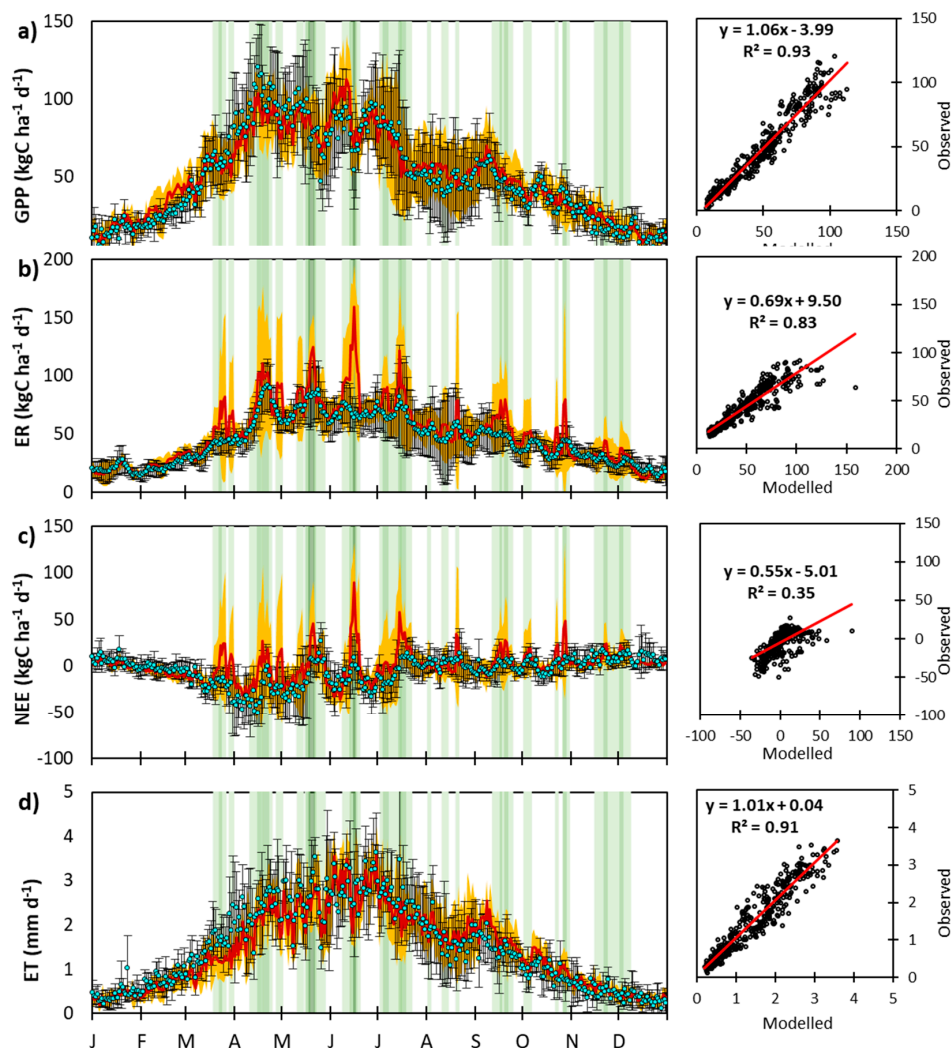 a)
GPP (kgC ha⁻¹ d⁻¹)
150
100
50
y = 1.06x - 3.99
R² = 0.93
150
100
50
0
Observed
0
50
100
150
Modelled
b)
ER (kgC ha⁻¹ d⁻¹)
200
150
100
50
0
y = 0.69x + 9.50
R² = 0.83
200
150
100
50
0
Observed
0
50
100
150
200
Modelled
c)
NEE (kgC ha⁻¹ d⁻¹)
150
100
50
0
-50
-100
y = 0.55x - 5.01
R² = 0.35
150
100
50
0
-50
-100
Observed
-100
-50
0
50
100
150
Modelled
d)
ET (mm d⁻¹)
5
4
3
2
1
0
J F M A M J J A S O N D
y = 1.01x + 0.04
R² = 0.91
5
4
3
2
1
0
Observed
0
1
2
3
4
5
Modelled